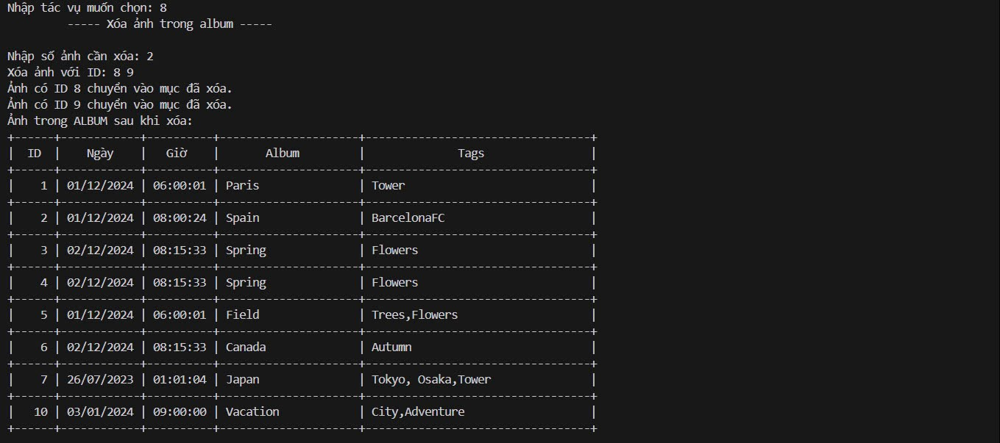 Nhập tác vụ muốn chọn: 8
----- Xóa ảnh trong album -----
Nhập số ảnh cần xóa: 2
Xóa ảnh với ID: 8 9
Ảnh có ID 8 chuyển vào mục đã xóa.
Ảnh có ID 9 chuyển vào mục đã xóa.
Ảnh trong ALBUM sau khi xóa:
+------+------------+----------+---------------------+----------------------------------+
|  ID  |    Ngày    |   Giờ    |       Album         |              Tags                |
+------+------------+----------+---------------------+----------------------------------+
|    1 | 01/12/2024 | 06:00:01 | Paris               | Tower                            |
+------+------------+----------+---------------------+----------------------------------+
|    2 | 01/12/2024 | 08:00:24 | Spain               | BarcelonaFC                      |
+------+------------+----------+---------------------+----------------------------------+
|    3 | 02/12/2024 | 08:15:33 | Spring              | Flowers                          |
+------+------------+----------+---------------------+----------------------------------+
|    4 | 02/12/2024 | 08:15:33 | Spring              | Flowers                          |
+------+------------+----------+---------------------+----------------------------------+
|    5 | 01/12/2024 | 06:00:01 | Field               | Trees,Flowers                    |
+------+------------+----------+---------------------+----------------------------------+
|    6 | 02/12/2024 | 08:15:33 | Canada              | Autumn                           |
+------+------------+----------+---------------------+----------------------------------+
|    7 | 26/07/2023 | 01:01:04 | Japan               | Tokyo, Osaka,Tower               |
+------+------------+----------+---------------------+----------------------------------+
|   10 | 03/01/2024 | 09:00:00 | Vacation            | City,Adventure                   |
+------+------------+----------+---------------------+----------------------------------+